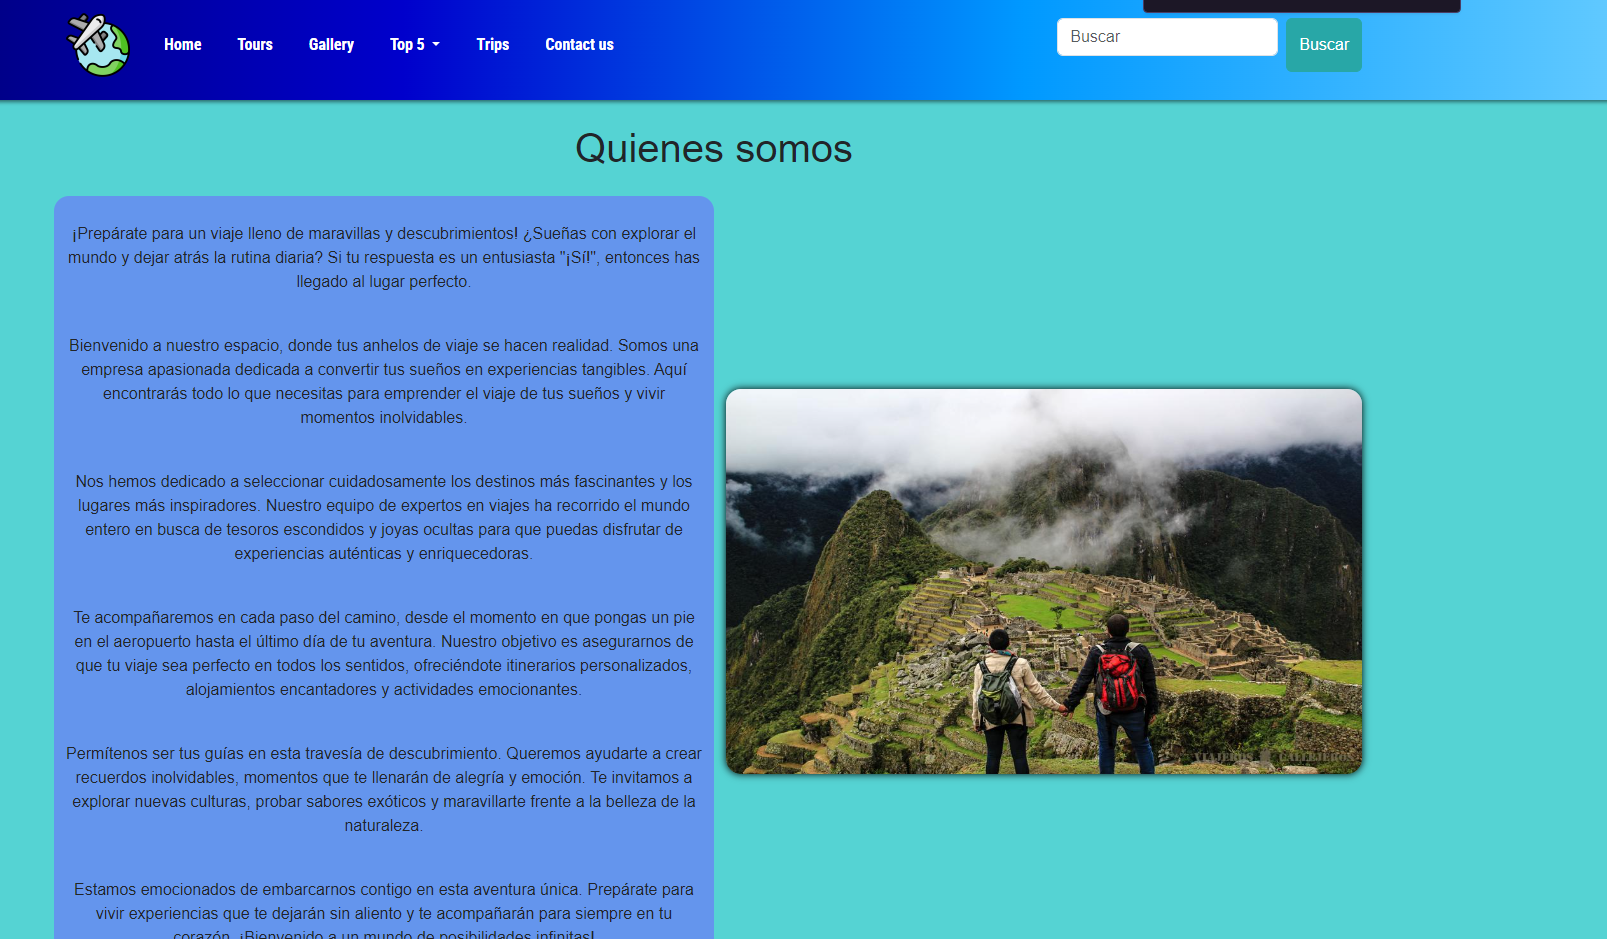 Home Tours Gallery Top 5 Trips Contact us Buscar Buscar
Quienes somos
¡Prepárate para un viaje lleno de maravillas y descubrimientos! ¿Sueñas con explorar el
mundo y dejar atrás la rutina diaria? Si tu respuesta es un entusiasta "¡Sí!", entonces has
llegado al lugar perfecto.
Bienvenido a nuestro espacio, donde tus anhelos de viaje se hacen realidad. Somos una
empresa apasionada dedicada a convertir tus sueños en experiencias tangibles. Aquí
encontrarás todo lo que necesitas para emprender el viaje de tus sueños y vivir
momentos inolvidables.
Nos hemos dedicado a seleccionar cuidadosamente los destinos más fascinantes y los
lugares más inspiradores. Nuestro equipo de expertos en viajes ha recorrido el mundo
entero en busca de tesoros escondidos y joyas ocultas para que puedas disfrutar de
experiencias auténticas y enriquecedoras.
Te acompañaremos en cada paso del camino, desde el momento en que pongas un pie
en el aeropuerto hasta el último día de tu aventura. Nuestro objetivo es asegurarnos de
que tu viaje sea perfecto en todos los sentidos, ofreciéndote itinerarios personalizados,
alojamientos encantadores y actividades emocionantes.
Permítenos ser tus guías en esta travesía de descubrimiento. Queremos ayudarte a crear
recuerdos inolvidables, momentos que te llenarán de alegría y emoción. Te invitamos a
explorar nuevas culturas, probar sabores exóticos y maravillarte frente a la belleza de la
naturaleza.
Estamos emocionados de embarcarnos contigo en esta aventura única. Prepárate para
vivir experiencias que te dejarán sin aliento y te acompañarán para siempre en tu
corazón. ¡Bienvenido a un mundo de posibilidades infinitas!